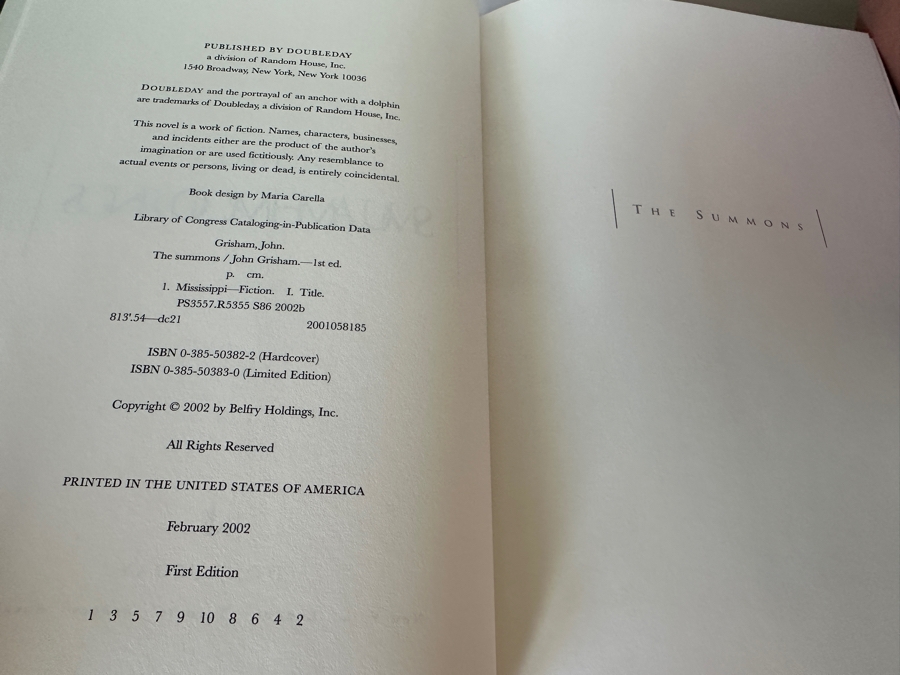 PUBLISHED BY DOUBLEDAY
a division of Random House, Inc.
1540 Broadway, New York, New York 10036
DOUBLEDAY and the portrayal of an anchor with a dolphin
are trademarks of Doubleday, a division of Random House, Inc.
This novel is a work of fiction. Names, characters, businesses,
and incidents either are the product of the author's
imagination or are used fictitiously. Any resemblance to
actual events or persons, living or dead, is entirely coincidental.
Book design by Maria Carella
Library of Congress Cataloging-in-Publication Data
Grisham, John.
The summons / John Grisham.—1st ed.
p. cm.
1. Mississippi—Fiction. I. Title.
PS3557.R5355 S86 2002b
813'.54—dc21 2001058185
ISBN 0-385-50382-2 (Hardcover)
ISBN 0-385-50383-0 (Limited Edition)
Copyright © 2002 by Belfry Holdings, Inc.
All Rights Reserved
PRINTED IN THE UNITED STATES OF AMERICA
February 2002
First Edition
1 3 5 7 9 10 8 6 4 2
THE SUMMONS